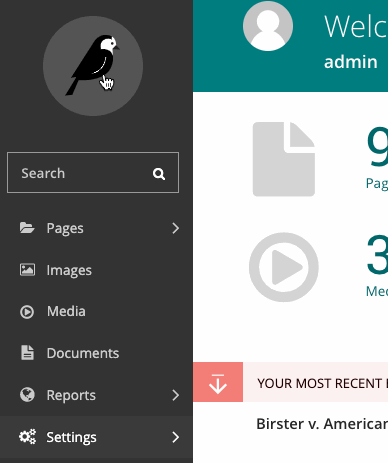 Welc
admin
Search
9
Pag
Pages
Images
3
Media
Med
Documents
YOUR MOST RECENT
Reports
Birster v. American
Settings